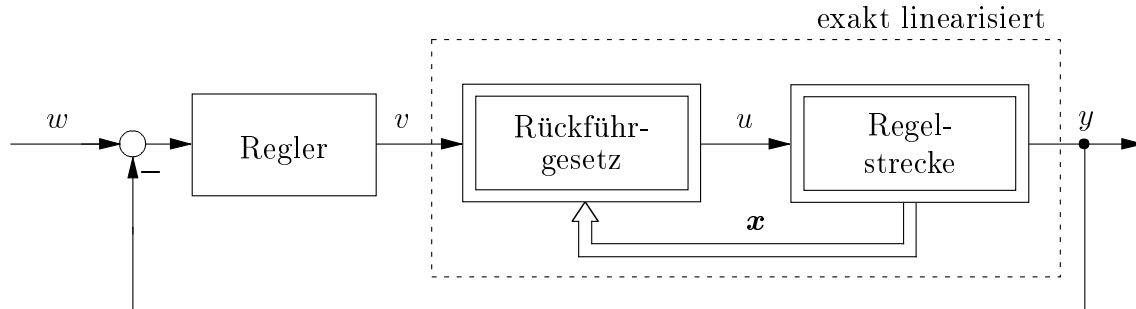 exakt linearisiert
w
−
Regler
v
Rückführ-
gesetz
u
Regel-
strecke
y
x